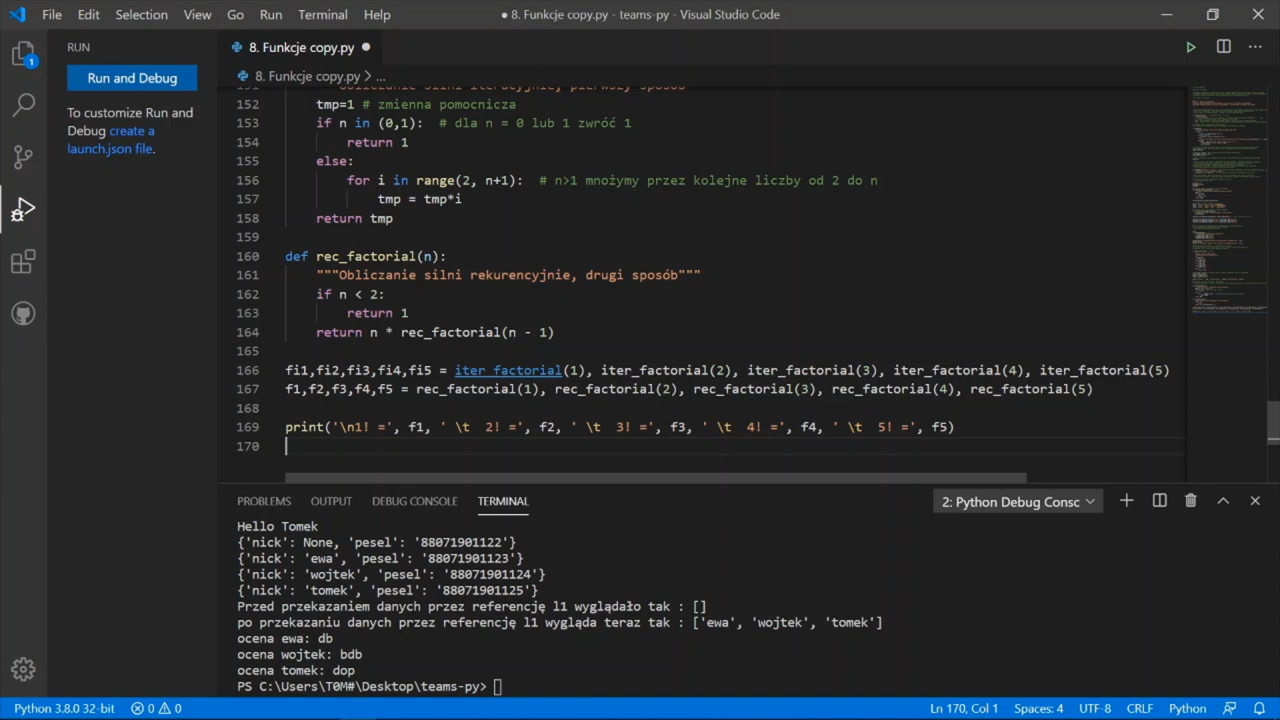 File Edit Selection View Go Run Terminal Help
● 8. Funkcje copy.py - teams-py - Visual Studio Code
1
RUN
Run and Debug
To customize Run and
Debug create a
launch.json file.
8. Funkcje copy.py ●
8. Funkcje copy.py > ...
151 """Obliczanie silni iteracyjnie, pierwszy sposób"""
152 tmp=1 # zmienna pomocnicza
153 if n in (0,1):  # dla n = 0 lub 1 zwróć 1
154 return 1
155 else:
156 for i in range(2, n+1):  # n>1 mnożymy przez kolejne liczby od 2 do n
157 tmp = tmp*i
158 return tmp
159
160 def rec_factorial(n):
161 """Obliczanie silni rekurencyjnie, drugi sposób"""
162 if n < 2:
163 return 1
164 return n * rec_factorial(n - 1)
165
166 fi1,fi2,fi3,fi4,fi5 = iter_factorial(1), iter_factorial(2), iter_factorial(3), iter_factorial(4), iter_factorial(5)
167 f1,f2,f3,f4,f5 = rec_factorial(1), rec_factorial(2), rec_factorial(3), rec_factorial(4), rec_factorial(5)
168
169 print('\n1! =', f1, ' \t  2! =', f2, ' \t  3! =', f3, ' \t  4! =', f4, ' \t  5! =', f5)
170
PROBLEMS OUTPUT DEBUG CONSOLE TERMINAL
2: Python Debug Consc
Hello Tomek
{'nick': None, 'pesel': '88071901122'}
{'nick': 'ewa', 'pesel': '88071901123'}
{'nick': 'wojtek', 'pesel': '88071901124'}
{'nick': 'tomek', 'pesel': '88071901125'}
Przed przekazaniem danych przez referencję l1 wyglądało tak : []
po przekazaniu danych przez referencję l1 wygląda teraz tak : ['ewa', 'wojtek', 'tomek']
ocena ewa: db
ocena wojtek: bdb
ocena tomek: dop
PS C:\Users\T0M#\Desktop\teams-py>
Python 3.8.0 32-bit 0 0
Ln 170, Col 1 Spaces: 4 UTF-8 CRLF Python